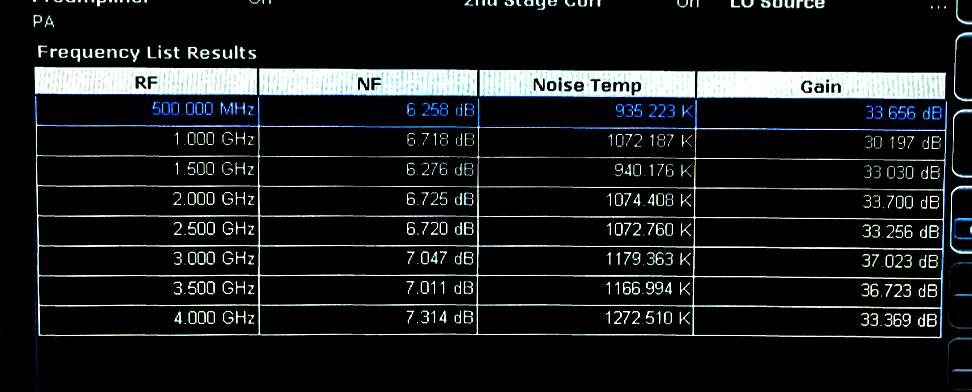 On 2nd Stage Corr On LO Source ...
PA
Frequency List Results
RF NF Noise Temp Gain
500.000 MHz 6.258 dB 935.223 K 33.656 dB
1.000 GHz 6.718 dB 1072.187 K 30.197 dB
1.500 GHz 6.276 dB 940.176 K 33.030 dB
2.000 GHz 6.725 dB 1074.408 K 33.700 dB
2.500 GHz 6.720 dB 1072.760 K 33.256 dB
3.000 GHz 7.047 dB 1179.363 K 37.023 dB
3.500 GHz 7.011 dB 1166.994 K 36.723 dB
4.000 GHz 7.314 dB 1272.510 K 33.369 dB